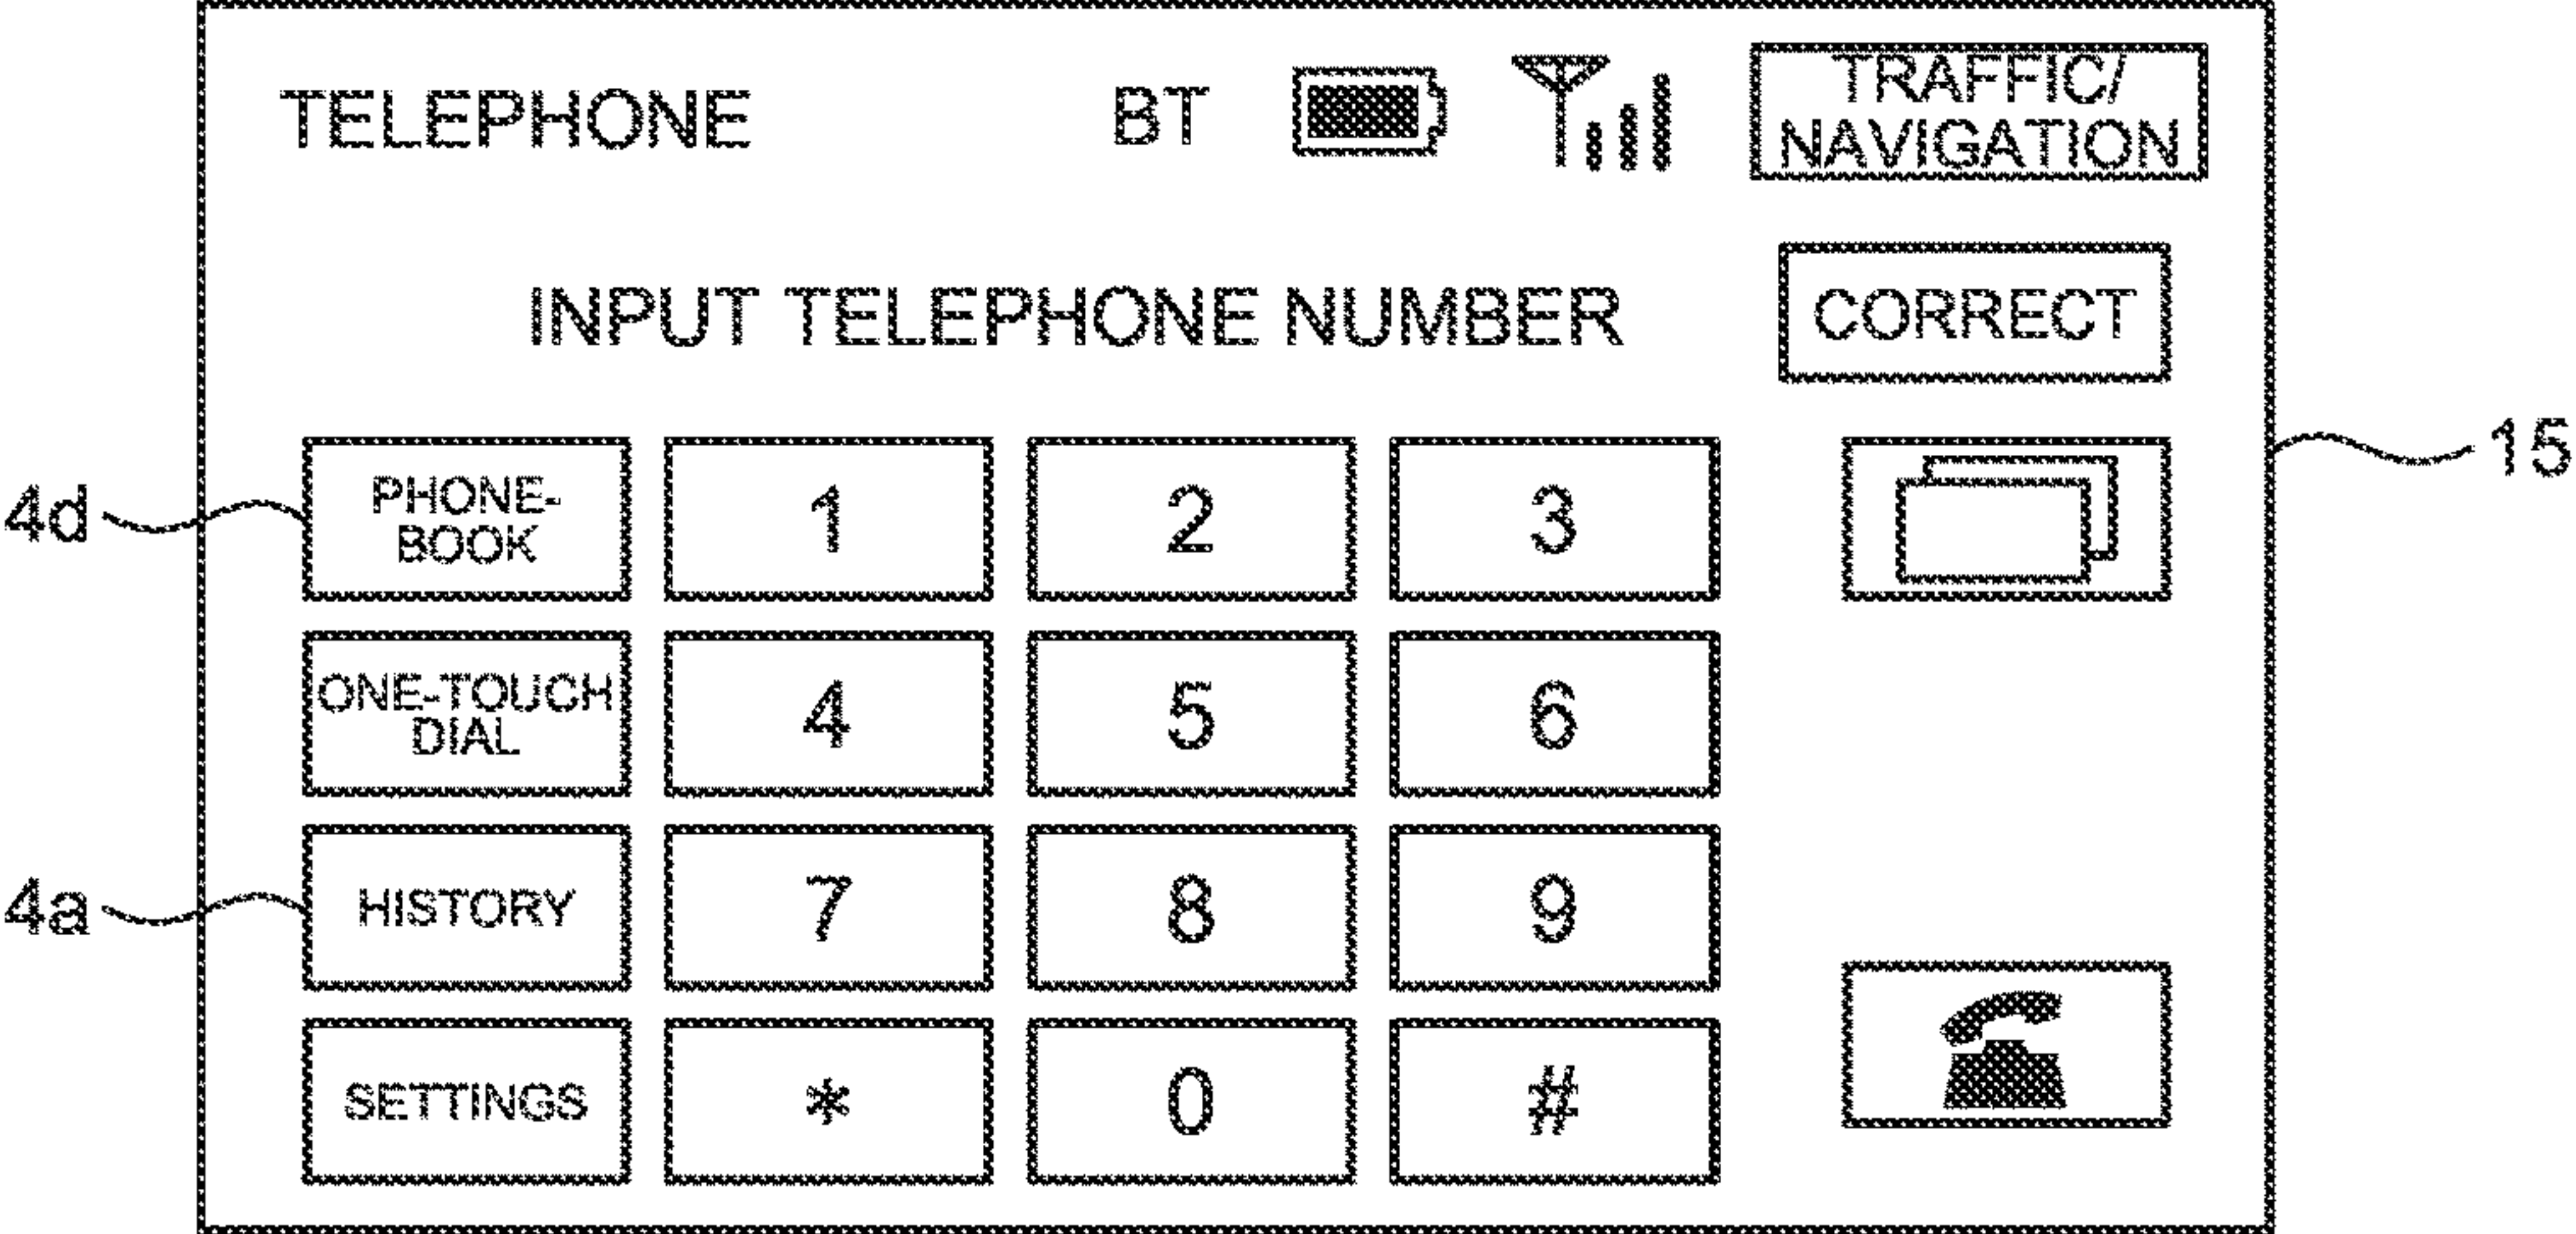 TELEPHONE
BT
TRAFFIC/
NAVIGATION
INPUT TELEPHONE NUMBER
CORRECT
15
4d
PHONE-
BOOK
1
2
3
ONE-TOUCH
DIAL
4
5
6
4a
HISTORY
7
8
9
SETTINGS
*
0
#